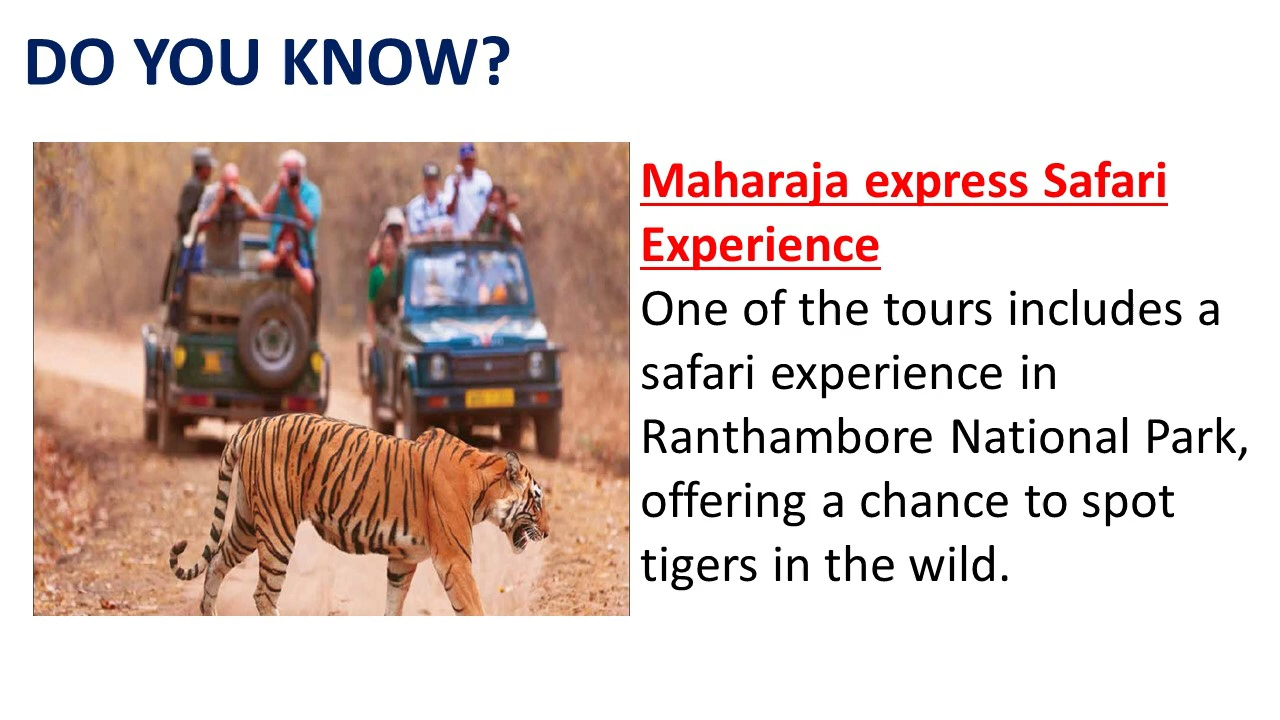 DO YOU KNOW?
Maharaja express Safari
Experience
One of the tours includes a
safari experience in
Ranthambore National Park,
offering a chance to spot
tigers in the wild.